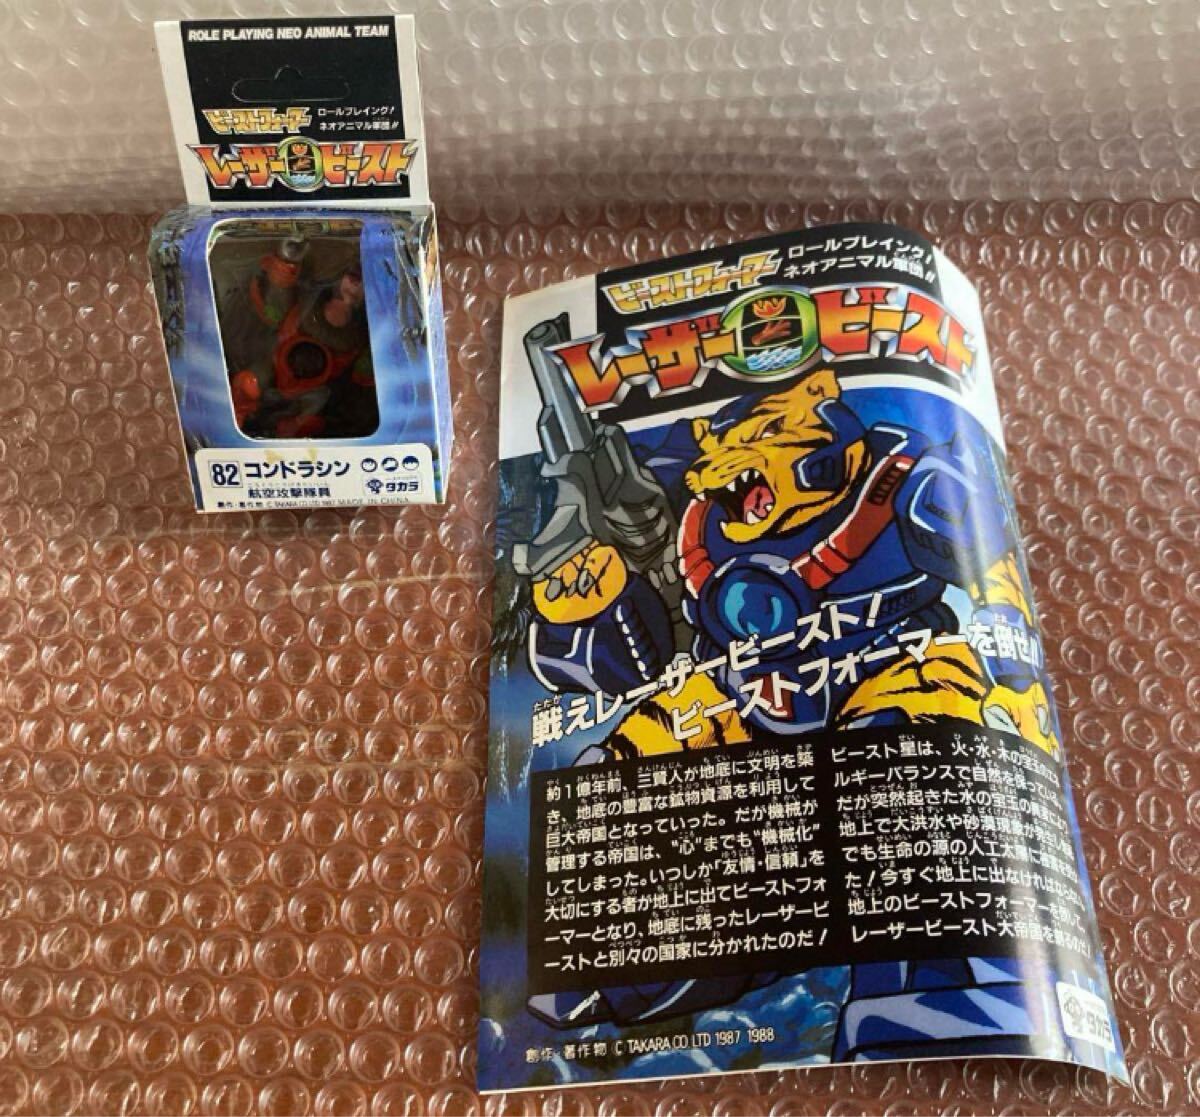 ROLE PLAYING NEO ANIMAL TEAM
ビーストフォーマー
ロールプレイング!
ネオアニマル軍団!!
レーザービースト
82 コンドラシン
航空攻撃隊員
タカラ
創作・著作物 C TAKARA CO LTD 1987 MADE IN CHINA
ビーストフォーマー
ロールプレイング!
ネオアニマル軍団!!
レーザービースト
戦えレーザービースト!
ビーストフォーマーを倒せ!!
約1億年前、三賢人が地底に文明を築
き、地底の豊富な鉱物資源を利用して
巨大帝国となっていった。だが機械が
管理する帝国は、"心"までも"機械化"
してしまった。いつしか「友情・信頼」を
大切にする者が地上に出てビーストフォ
ーマーとなり、地底に残ったレーザービ
ーストと別々の国家に分かれたのだ!
ビースト星は、火・水・木の宝玉のエネ
ルギーバランスで自然を保っている。
だが突然起きた水の宝玉の異変により
地上で大洪水や砂漠現象が発生し
でも生命の源の人工太陽に
た!今すぐ地上に出なければならない
地上のビーストフォーマーを倒して、
レーザービースト大帝国を
タカラ
創作・著作物 C TAKARA CO LTD 1987 1988